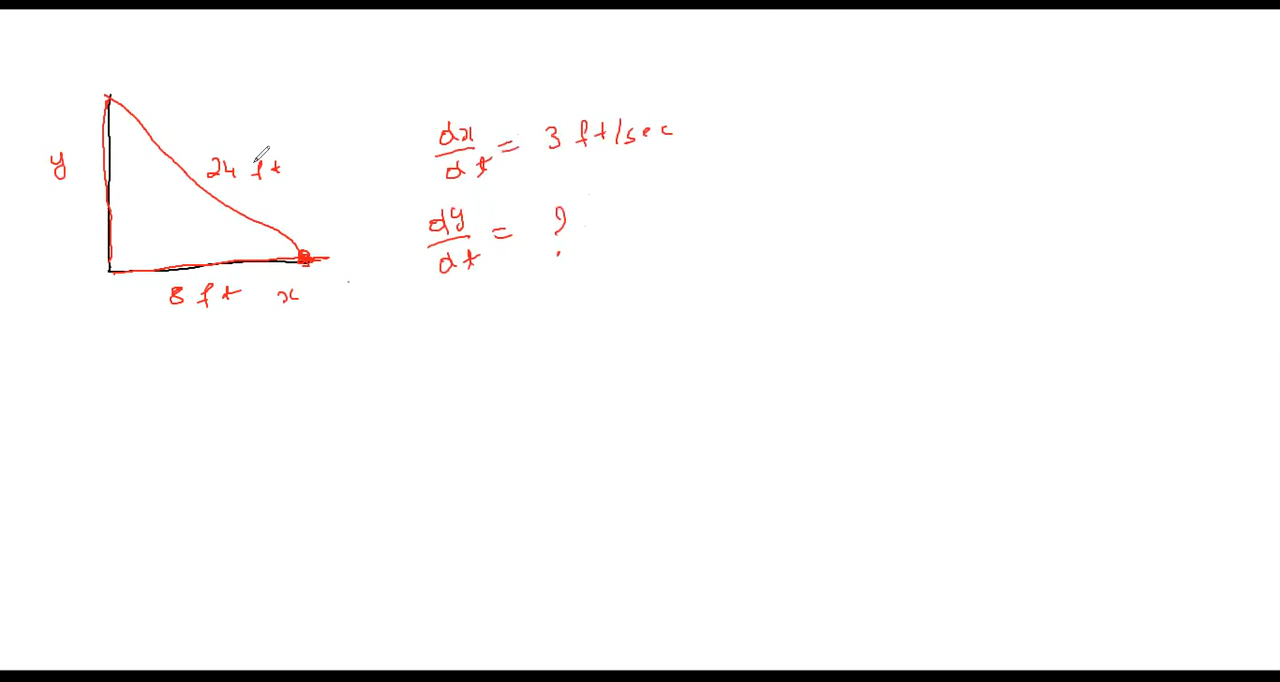 y
24 ft
8 ft x
dx/dt = 3 ft/sec
dy/dt = ?